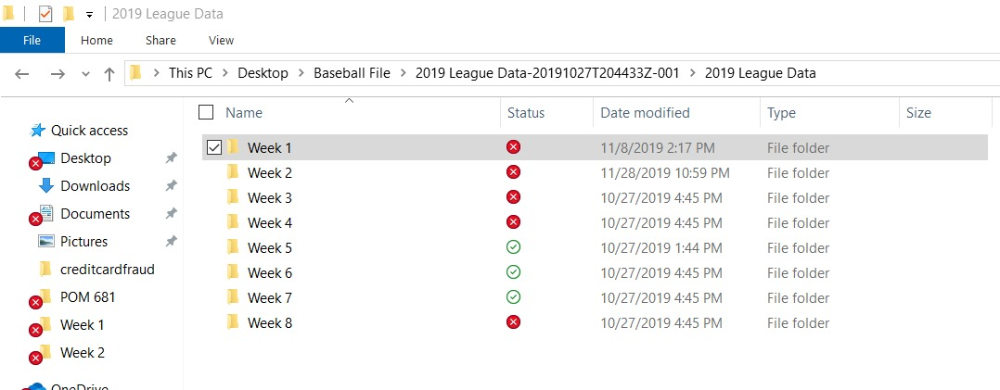 2019 League Data
File Home Share View
This PC Desktop Baseball File 2019 League Data-20191027T204433Z-001 2019 League Data
Name Status Date modified Type Size
Quick access
Desktop
Downloads
Documents
Pictures
creditcardfraud
POM 681
Week 1
Week 2
OneDrive
Week 1 11/8/2019 2:17 PM File folder
Week 2 11/28/2019 10:59 PM File folder
Week 3 10/27/2019 4:45 PM File folder
Week 4 10/27/2019 4:45 PM File folder
Week 5 10/27/2019 1:44 PM File folder
Week 6 10/27/2019 4:45 PM File folder
Week 7 10/27/2019 4:45 PM File folder
Week 8 10/27/2019 4:45 PM File folder